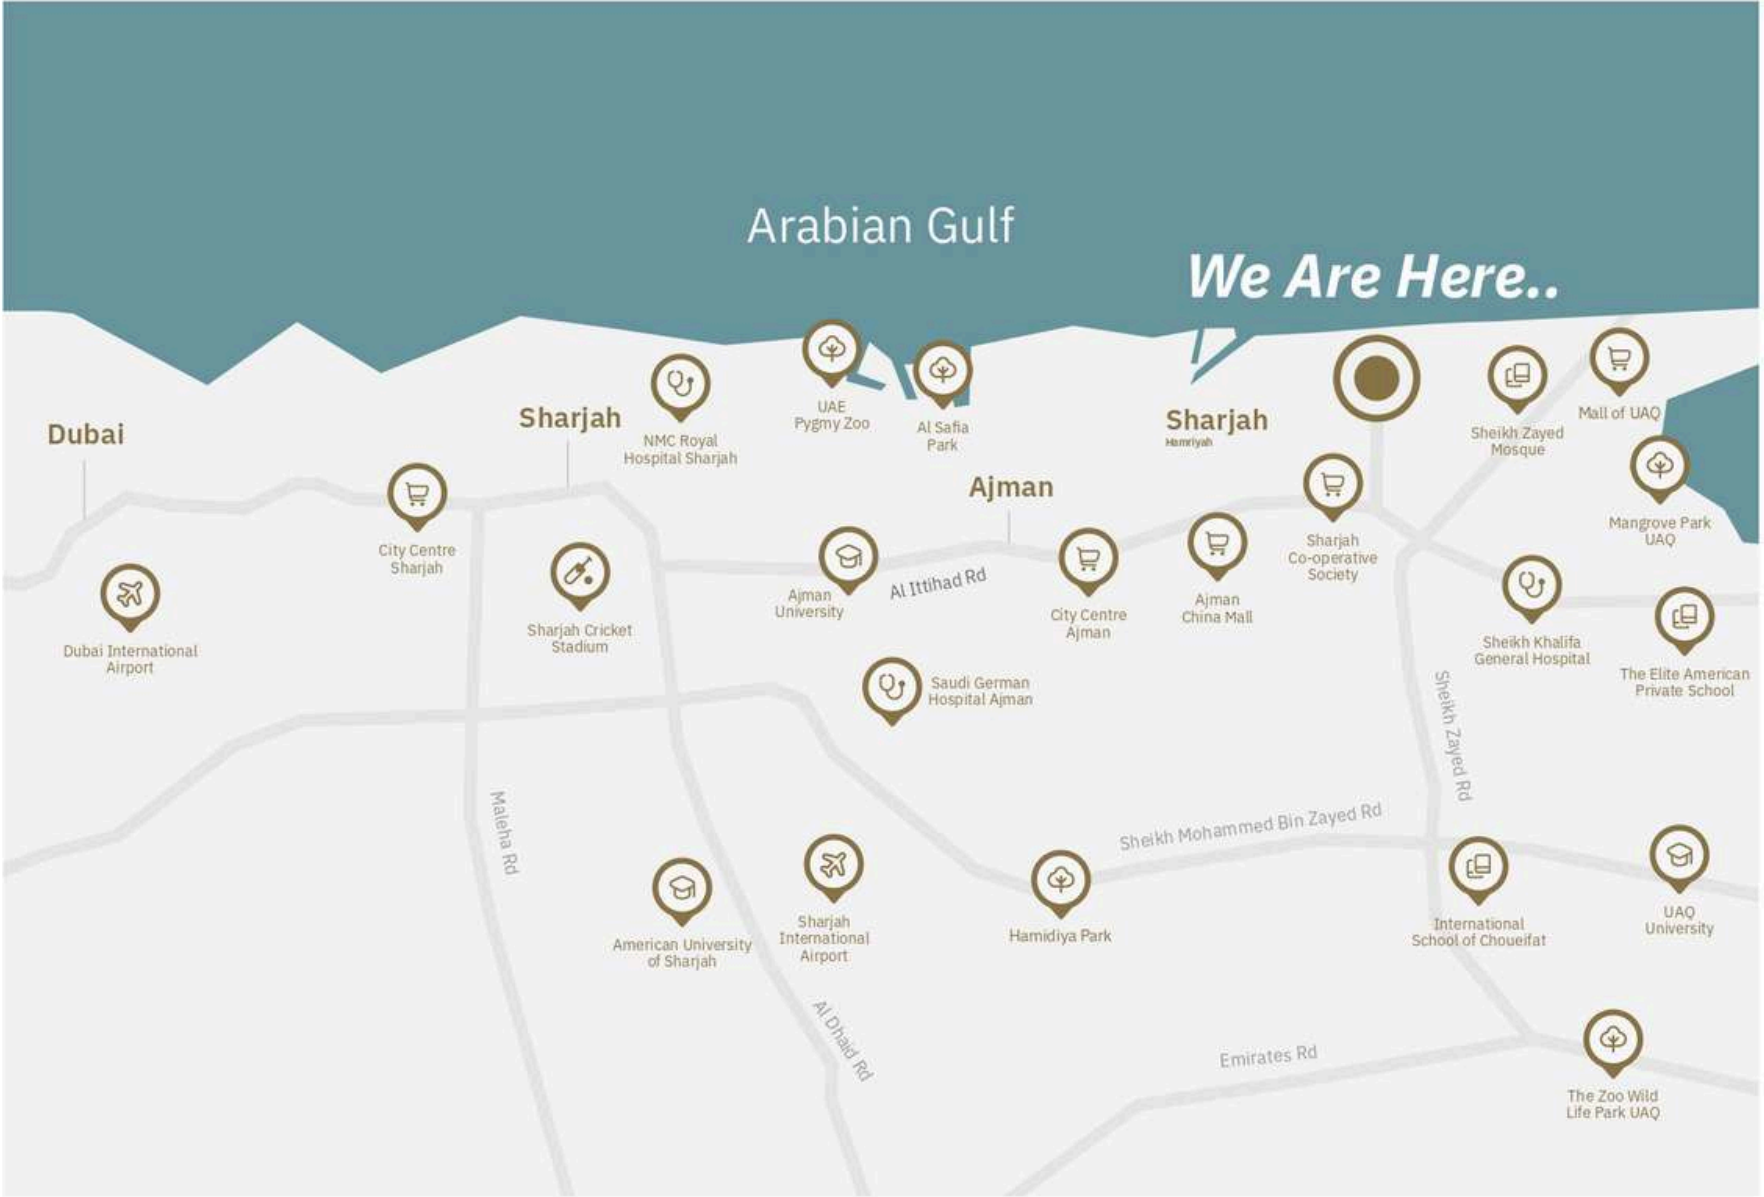 Arabian Gulf
We Are Here..
Dubai
Sharjah
NMC Royal
Hospital Sharjah
UAE
Pygmy Zoo
Al Safia
Park
Sharjah
Hamriyah
Sheikh Zayed
Mosque
Mall of UAQ
Mangrove Park
UAQ
Ajman
City Centre
Sharjah
Sharjah Cricket
Stadium
Dubai International
Airport
Ajman
University
Al Ittihad Rd
City Centre
Ajman
Ajman
China Mall
Sharjah
Co-operative
Society
Sheikh Khalifa
General Hospital
The Elite American
Private School
Saudi German
Hospital Ajman
Sheikh Zayed Rd
Maleha Rd
Sheikh Mohammed Bin Zayed Rd
American University
of Sharjah
Sharjah
International
Airport
Hamidiya Park
International
School of Choueifat
UAQ
University
Al Dhaid Rd
Emirates Rd
The Zoo Wild
Life Park UAQ